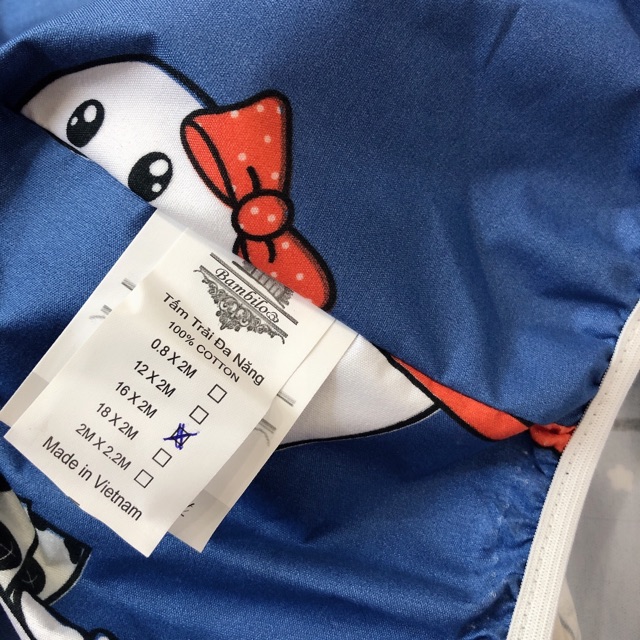 Bambilo®
Tấm Trải Đa Năng
100% COTTON
0.8 X 2M
12 X 2M
16 X 2M
18 X 2M
2M X 2.2M
Made in Vietnam